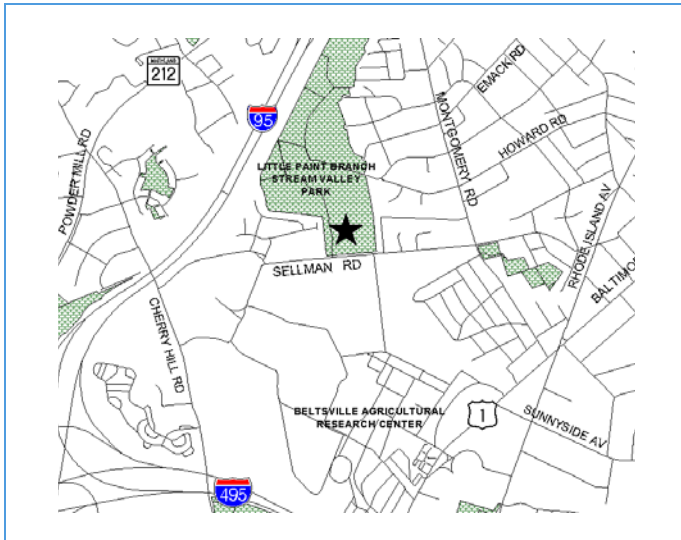 MARYLAND
212
EMACK RD
95
MONTGOMERY RD
HOWARD RD
POWDER MILL RD
LITTLE PAINT BRANCH
STREAM VALLEY
PARK
RHODE ISLAND AV
SELLMAN RD
BALTIMO
CHERRY HILL RD
BELTSVILLE AGRICULTURAL
RESEARCH CENTER
1
SUNNYSIDE AV
495